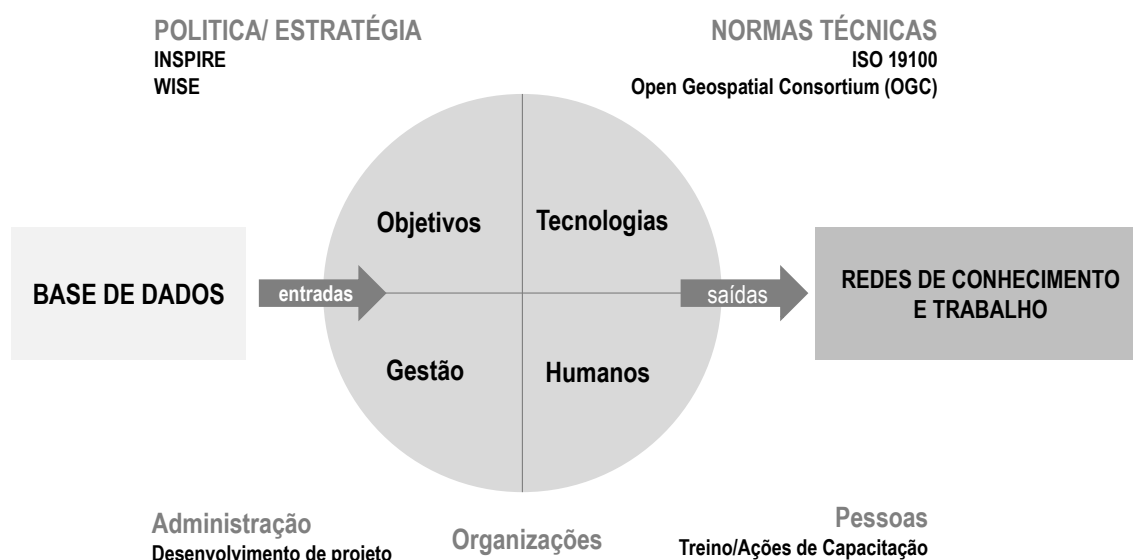 POLITICA/ ESTRATÉGIA
INSPIRE
WISE
NORMAS TÉCNICAS
ISO 19100
Open Geospatial Consortium (OGC)
Objetivos
Tecnologias
BASE DE DADOS
entradas
saídas
REDES DE CONHECIMENTO
E TRABALHO
Gestão
Humanos
Administração
Desenvolvimento de projeto
Organizações
Pessoas
Treino/Ações de Capacitação